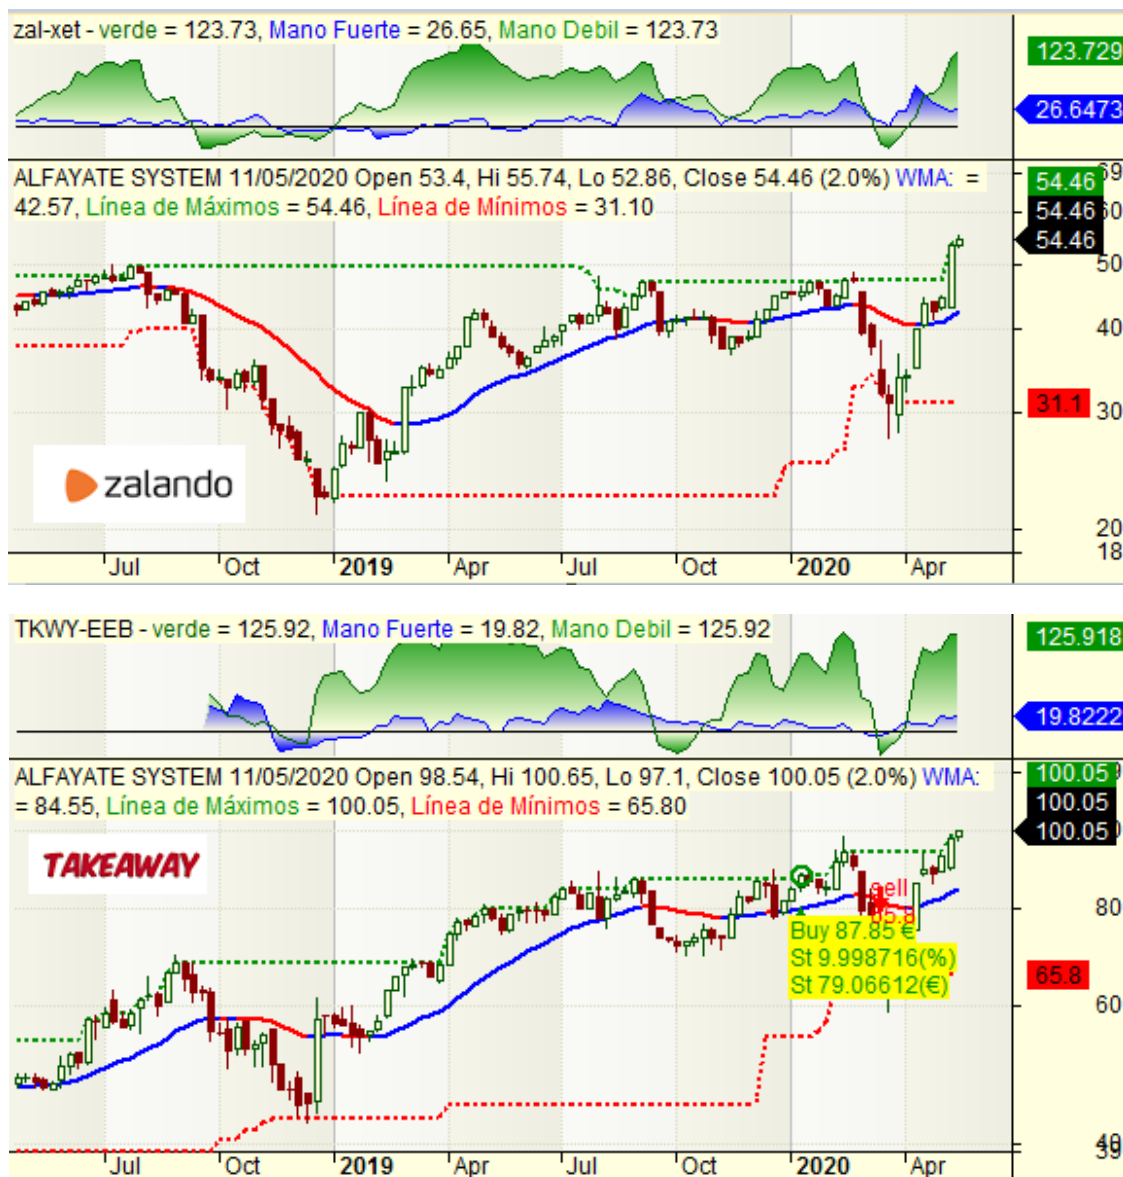 zal-xet - verde = 123.73, Mano Fuerte = 26.65, Mano Debil = 123.73
123.729
26.6473
ALFAYATE SYSTEM 11/05/2020 Open 53.4, Hi 55.74, Lo 52.86, Close 54.46 (2.0%) WMA: =
42.57, Línea de Máximos = 54.46, Línea de Mínimos = 31.10
54.46
54.46
54.46
50
40
31.1
30
20
18
zalando
Jul Oct 2019 Apr Jul Oct 2020 Apr
TKWY-EEB - verde = 125.92, Mano Fuerte = 19.82, Mano Debil = 125.92
125.918
19.8222
ALFAYATE SYSTEM 11/05/2020 Open 98.54, Hi 100.65, Lo 97.1, Close 100.05 (2.0%) WMA:
= 84.55, Línea de Máximos = 100.05, Línea de Mínimos = 65.80
100.05
100.05
100.05
TAKEAWAY
sell
80
Buy 87.85 €
St 9.998716(%)
St 79.06612(€)
65.8
60
39
Jul Oct 2019 Apr Jul Oct 2020 Apr